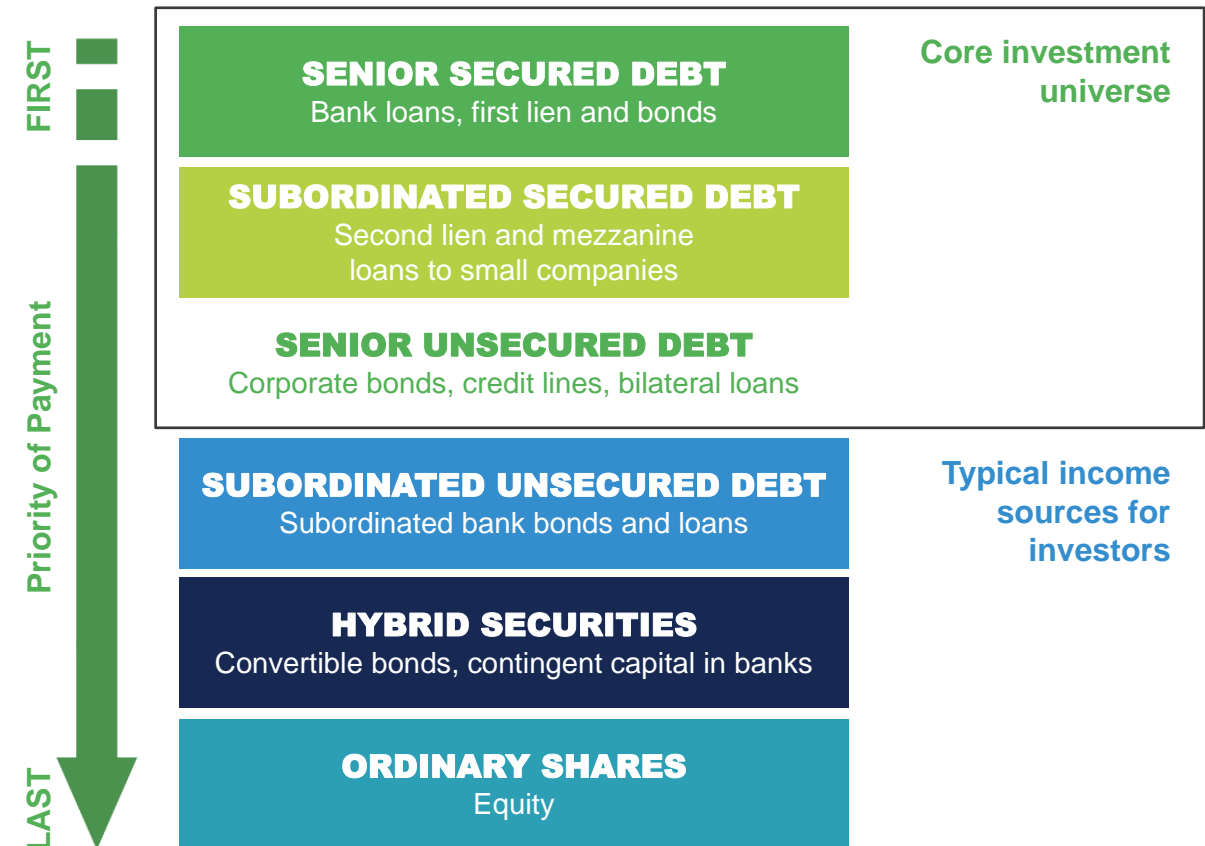 FIRST
Priority of Payment
LAST
SENIOR SECURED DEBT
Bank loans, first lien and bonds
Core investment
universe
SUBORDINATED SECURED DEBT
Second lien and mezzanine
loans to small companies
SENIOR UNSECURED DEBT
Corporate bonds, credit lines, bilateral loans
SUBORDINATED UNSECURED DEBT
Subordinated bank bonds and loans
Typical income
sources for
investors
HYBRID SECURITIES
Convertible bonds, contingent capital in banks
ORDINARY SHARES
Equity